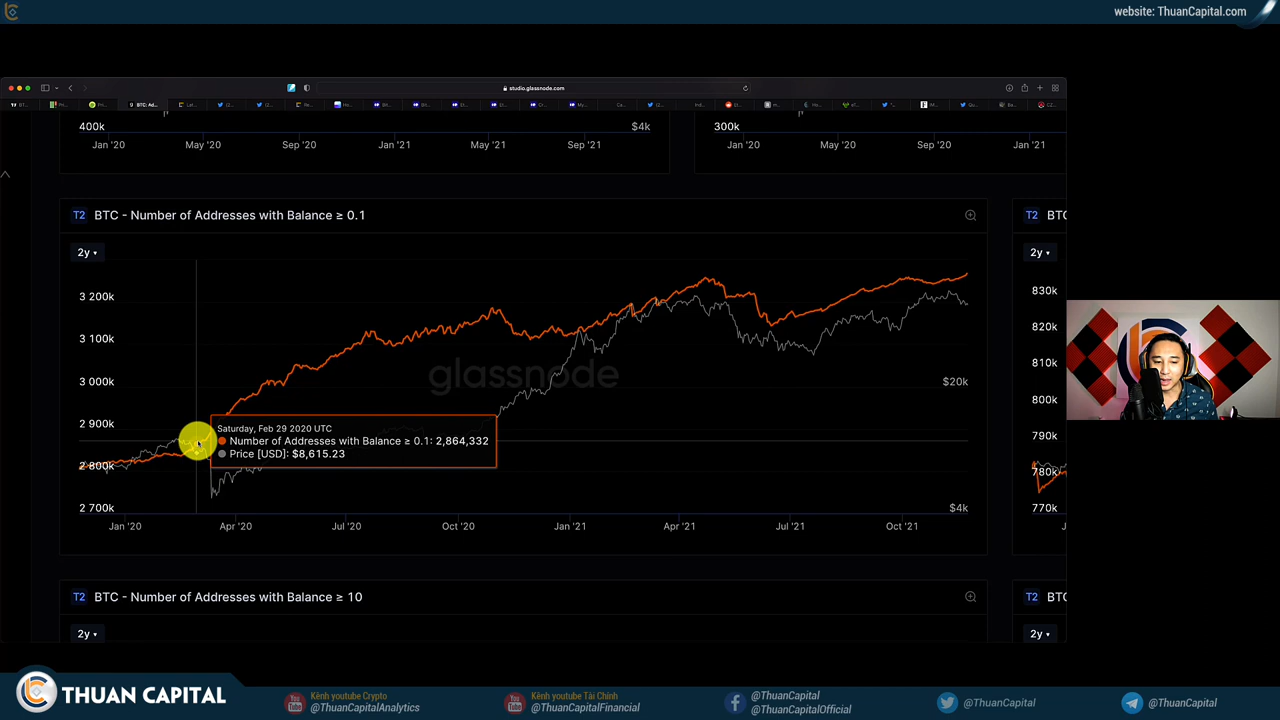 website: ThuanCapital.com
studio.glassnode.com
400k
$4k
Jan '20
May '20
Sep '20
Jan '21
May '21
Sep '21
300k
Jan '20
May '20
Sep '20
Jan '21
T2 BTC - Number of Addresses with Balance ≥ 0.1
2y
3 200k
3 100k
3 000k
2 900k
2 800k
2 700k
$20k
$4k
glassnode
Saturday, Feb 29 2020 UTC
Number of Addresses with Balance ≥ 0.1: 2,864,332
Price [USD]: $8,615.23
Jan '20
Apr '20
Jul '20
Oct '20
Jan '21
Apr '21
Jul '21
Oct '21
T2 BTC
2y
830k
820k
810k
800k
790k
780k
770k
T2 BTC - Number of Addresses with Balance ≥ 10
2y
T2 BTC
2y
THUAN CAPITAL
Kênh youtube Crypto
@ThuanCapitalAnalytics
Kênh youtube Tài Chính
@ThuanCapitalFinancial
@ThuanCapital
@ThuanCapitalOfficial
@ThuanCapital
@ThuanCapital